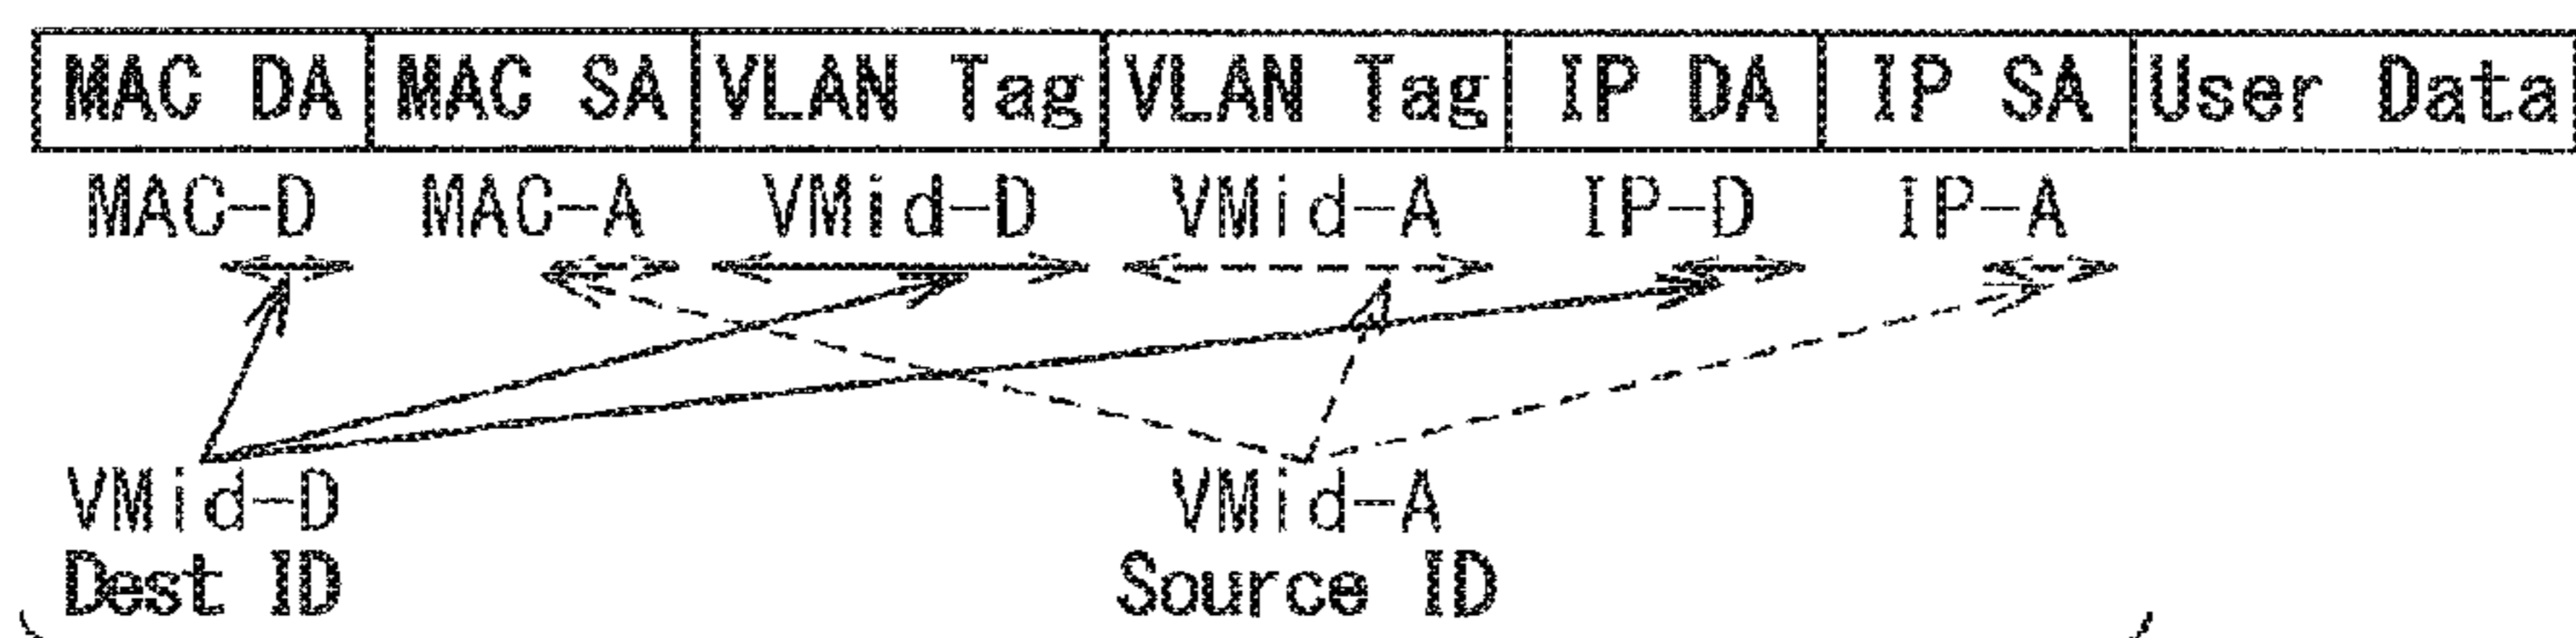 MAC DA MAC SA VLAN Tag VLAN Tag IP DA IP SA User Data
MAC-D MAC-A VMid-D VMid-A IP-D IP-A
VMid-D VMid-A
Dest ID Source ID